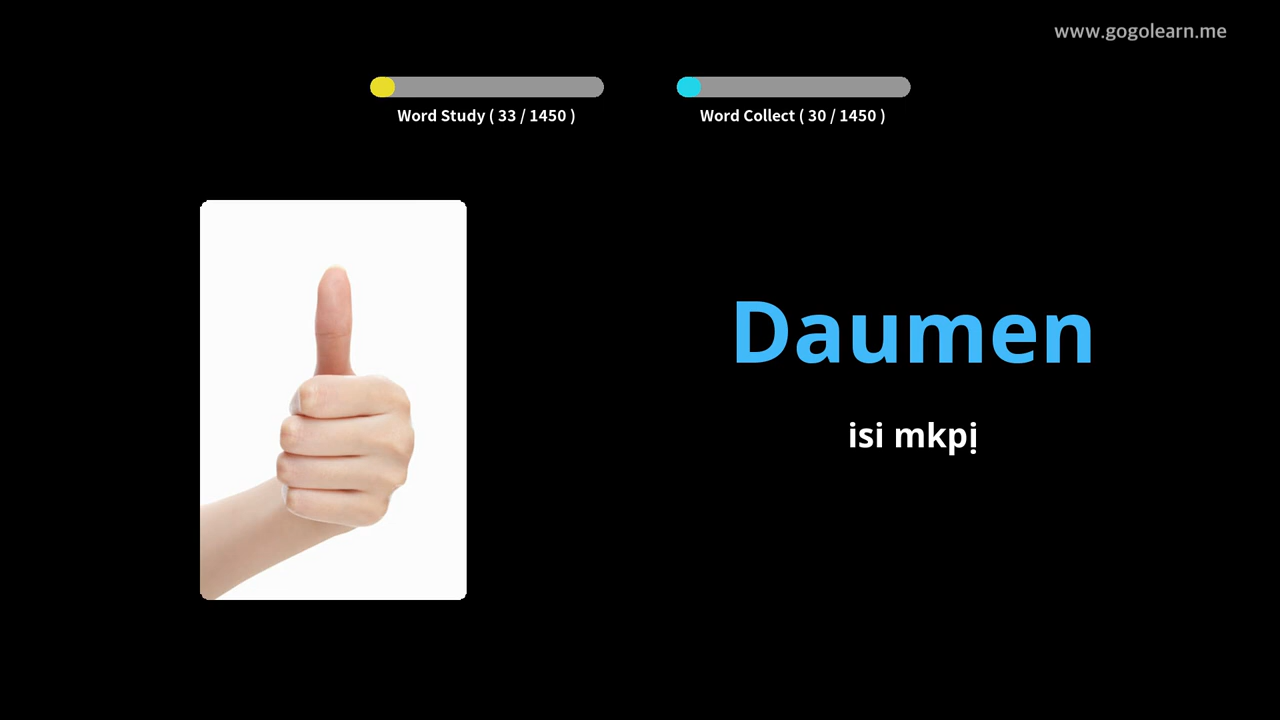 www.gogolearn.me
Word Study ( 33 / 1450 )
Word Collect ( 30 / 1450 )
Daumen
isi mkpị